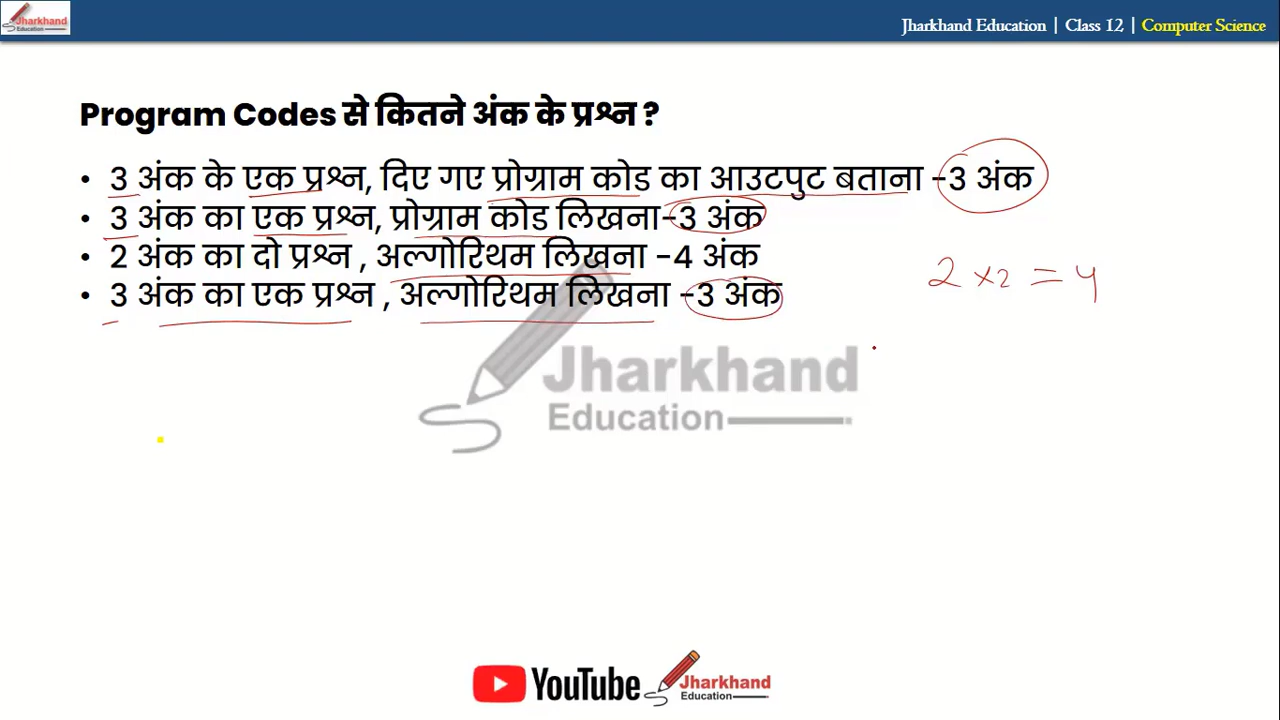 Jharkhand
Education
Jharkhand Education | Class 12 | Computer Science
Program Codes से कितने अंक के प्रश्न ?
• 3 अंक के एक प्रश्न, दिए गए प्रोग्राम कोड का आउटपुट बताना -3 अंक
• 3 अंक का एक प्रश्न, प्रोग्राम कोड लिखना-3 अंक
• 2 अंक का दो प्रश्न , अल्गोरिथम लिखना -4 अंक
2 x2 = 4
• 3 अंक का एक प्रश्न , अल्गोरिथम लिखना -3 अंक
Jharkhand
Education
YouTube
Jharkhand
Education